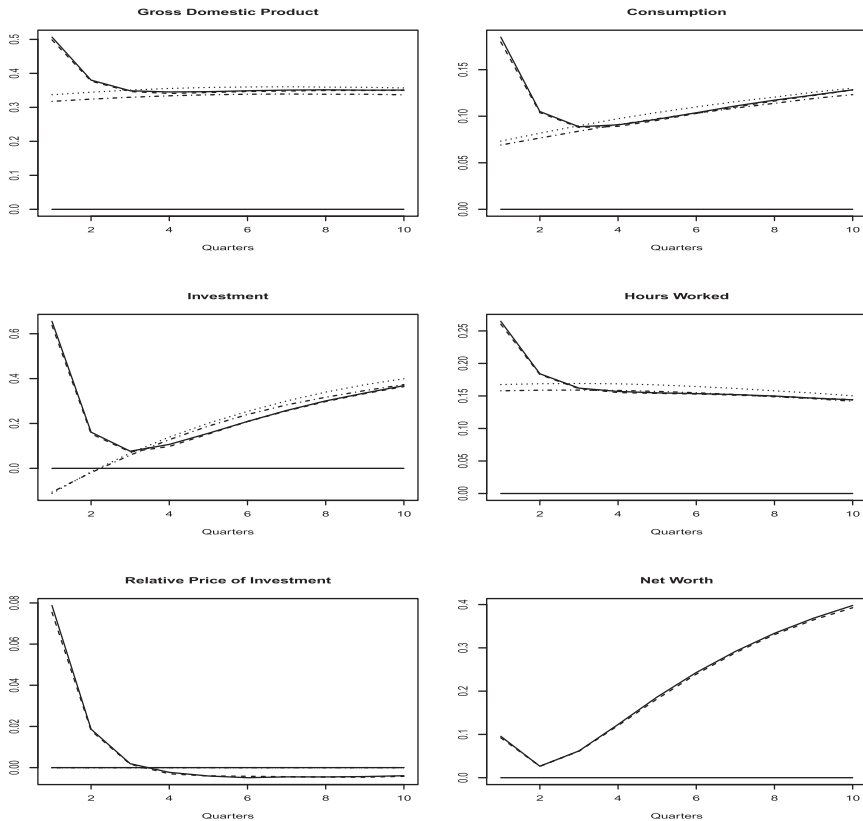 Gross Domestic Product
0.5
0.4
0.3
0.2
0.1
0.0
2 4 6 8 10
Quarters
Consumption
0.15
0.10
0.05
0.00
2 4 6 8 10
Quarters
Investment
0.6
0.4
0.2
0.0
2 4 6 8 10
Quarters
Hours Worked
0.25
0.20
0.15
0.10
0.05
0.00
2 4 6 8 10
Quarters
Relative Price of Investment
0.08
0.06
0.04
0.02
0.00
2 4 6 8 10
Quarters
Net Worth
0.4
0.3
0.2
0.1
0.0
2 4 6 8 10
Quarters